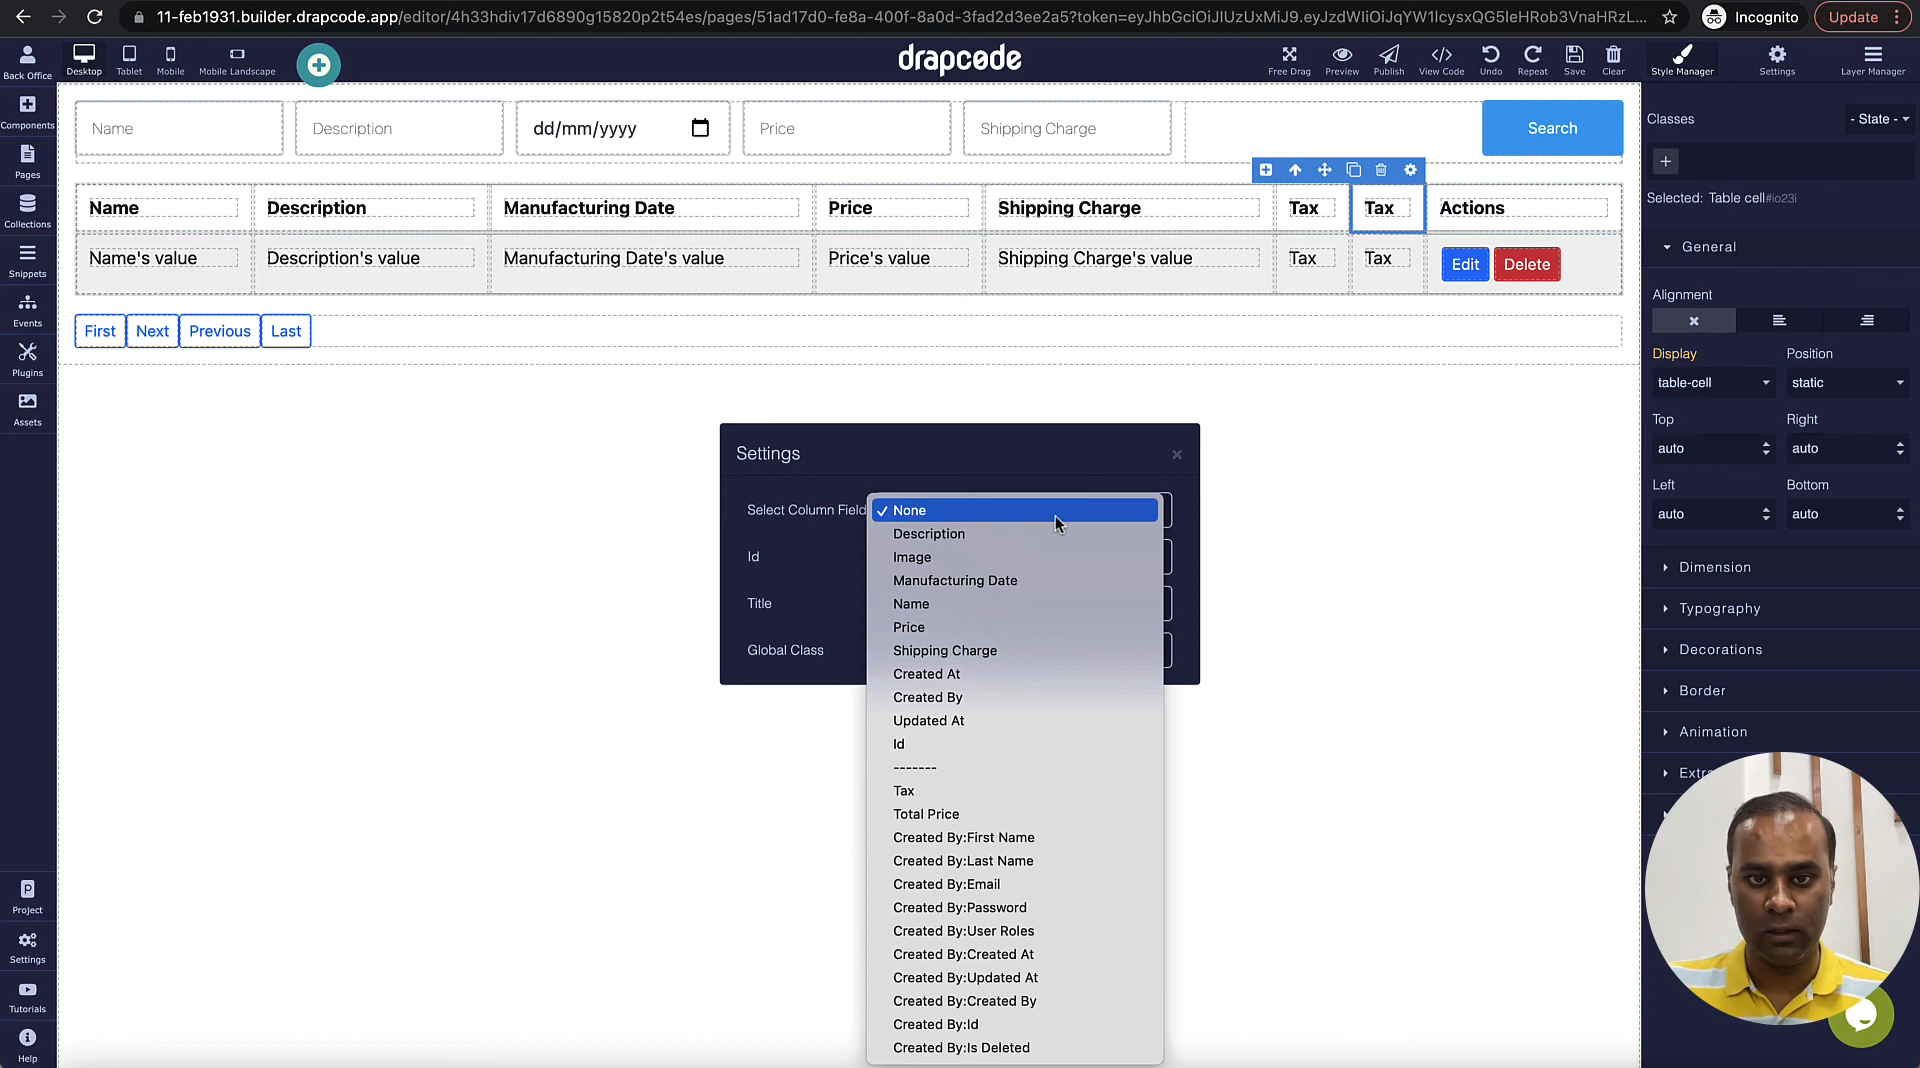 11-feb1931.builder.drapcode.app/editor/4h33hdiv17d6890g15820p2t54es/pages/51ad17d0-fe8a-400f-8a0d-3fad2d3ee2a5?token=eyJhbGciOiJIUzUxMiJ9.eyJzdWIiOiJqYW1lcysxQG5leHRob3VnaHRzL...
Incognito
Update
Back Office
Desktop
Tablet
Mobile
Mobile Landscape
drapcode
Free Drag
Preview
Publish
View Code
Undo
Repeat
Save
Clear
Style Manager
Settings
Layer Manager
Components
Pages
Collections
Snippets
Events
Plugins
Assets
Project
Settings
Tutorials
Help
Name
Description
dd/mm/yyyy
Price
Shipping Charge
Search
Name Description Manufacturing Date Price Shipping Charge Tax Tax Actions
Name's value Description's value Manufacturing Date's value Price's value Shipping Charge's value Tax Tax Edit Delete
First Next Previous Last
Settings
Select Column Field
Id
Title
Global Class
None
Description
Image
Manufacturing Date
Name
Price
Shipping Charge
Created At
Created By
Updated At
Id
-------
Tax
Total Price
Created By:First Name
Created By:Last Name
Created By:Email
Created By:Password
Created By:User Roles
Created By:Created At
Created By:Updated At
Created By:Created By
Created By:Id
Created By:Is Deleted
Classes
- State -
Selected: Table cell#io23i
General
Alignment
Display Position
table-cell static
Top Right
auto auto
Left Bottom
auto auto
Dimension
Typography
Decorations
Border
Animation